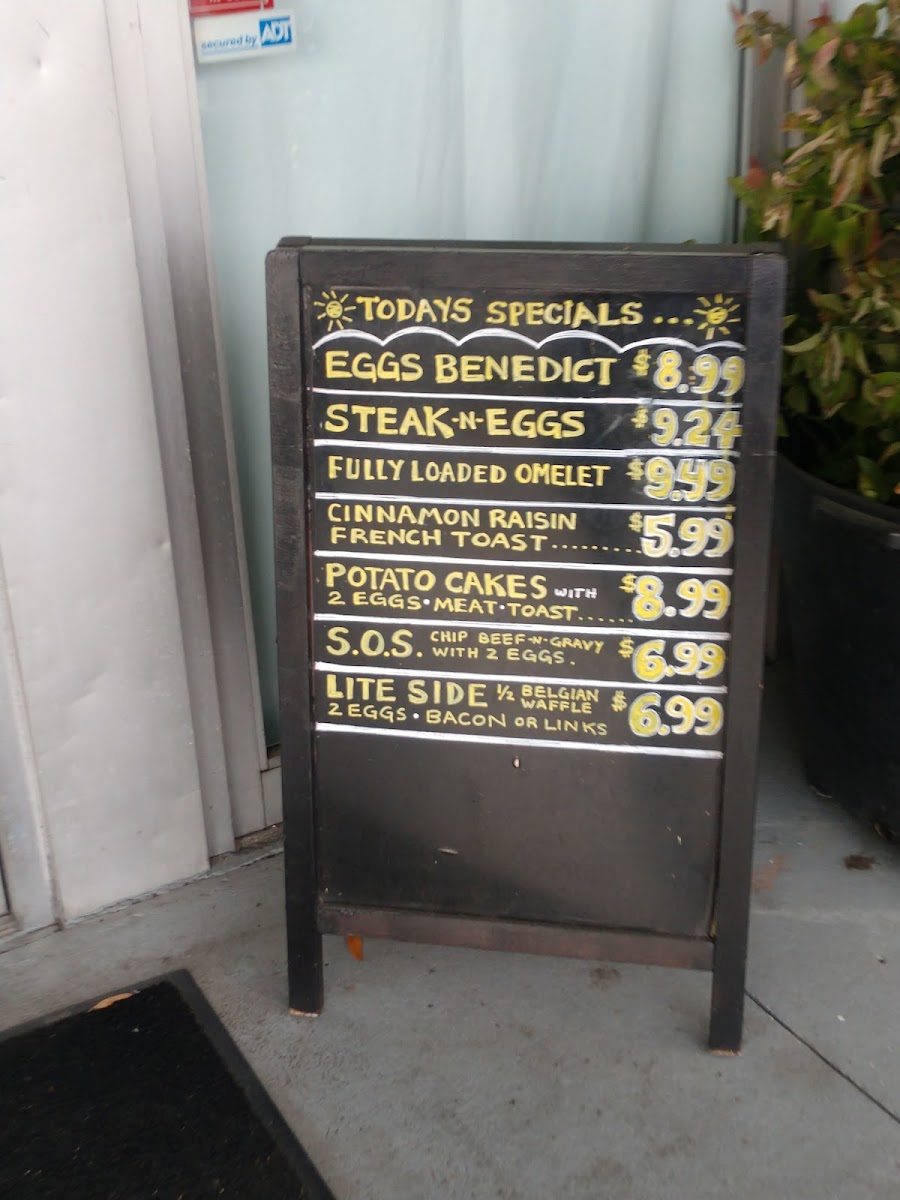 secured by ADT
TODAYS SPECIALS ...
EGGS BENEDICT $8.99
STEAK-N-EGGS $9.24
FULLY LOADED OMELET $9.49
CINNAMON RAISIN
FRENCH TOAST......... $5.99
POTATO CAKES WITH
2 EGGS • MEAT • TOAST...... $8.99
S.O.S. CHIP BEEF-N-GRAVY
WITH 2 EGGS. $6.99
LITE SIDE 1/2 BELGIAN
WAFFLE $6.99
2 EGGS • BACON OR LINKS